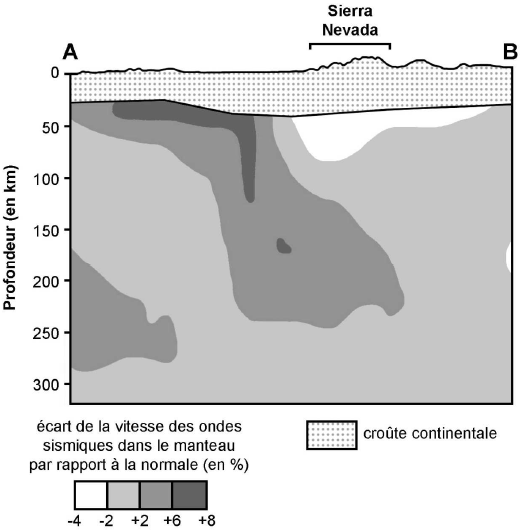 Sierra
Nevada
A
B
0
50
100
150
200
250
300
Profondeur (en km)
écart de la vitesse des ondes
sismiques dans le manteau
par rapport à la normale (en %)
-4 -2 +2 +6 +8
croûte continentale